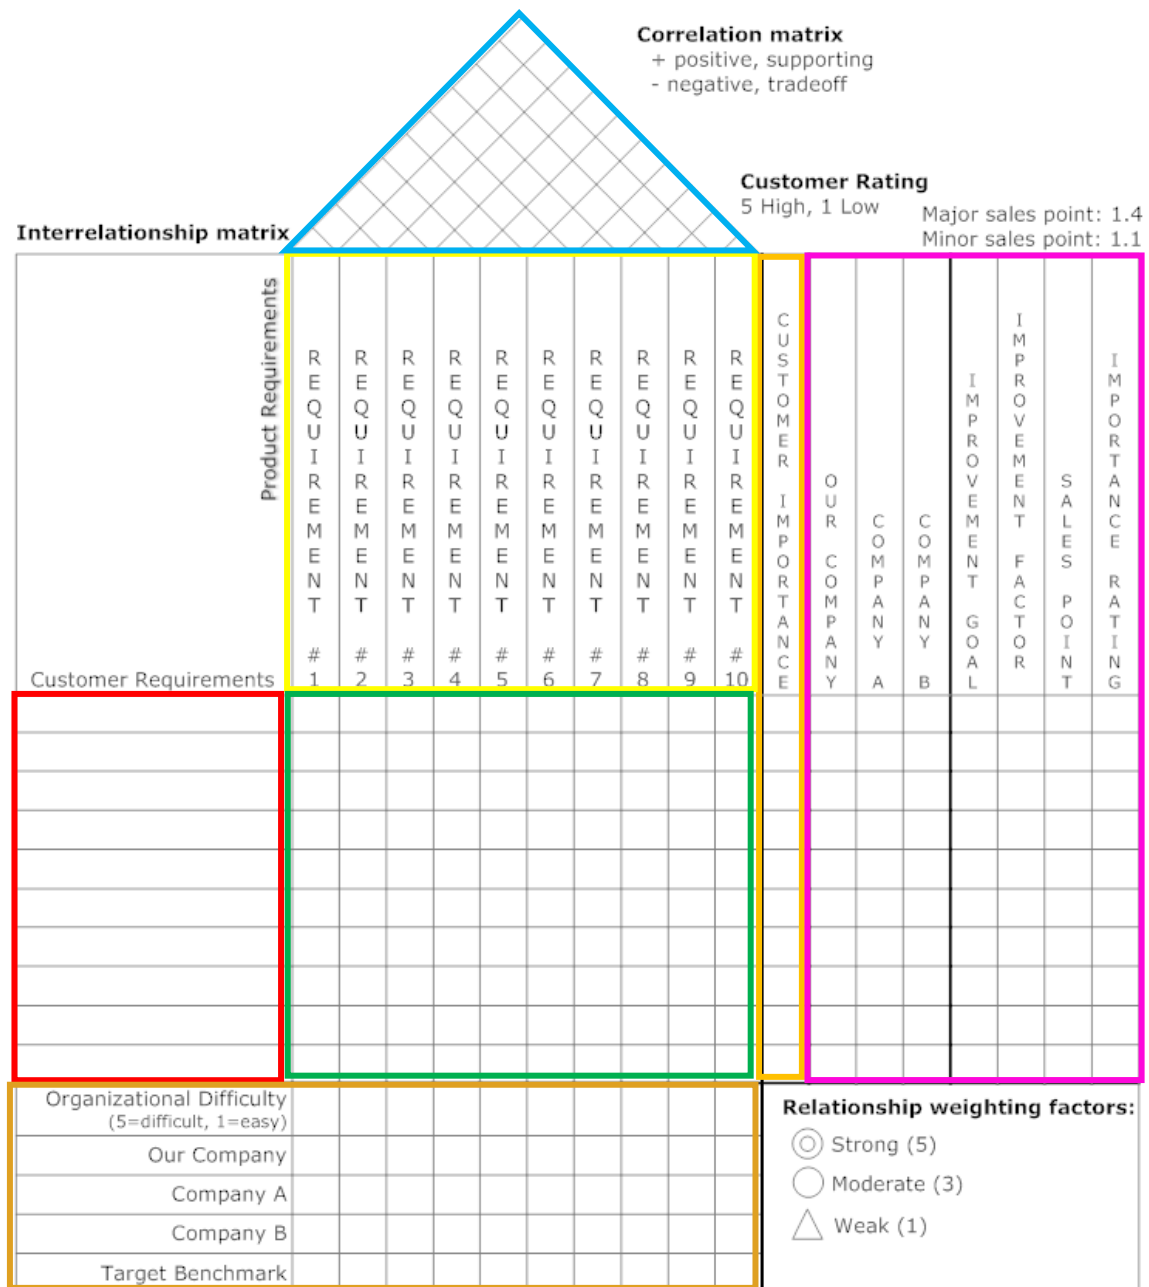 Correlation matrix
+ positive, supporting
- negative, tradeoff
Customer Rating
5 High, 1 Low
Major sales point: 1.4
Minor sales point: 1.1
Interrelationship matrix
Product Requirements
Customer Requirements
REQUIREMENT #1
REQUIREMENT #2
REQUIREMENT #3
REQUIREMENT #4
REQUIREMENT #5
REQUIREMENT #6
REQUIREMENT #7
REQUIREMENT #8
REQUIREMENT #9
REQUIREMENT #10
CUSTOMER IMPORTANCE
OUR COMPANY
COMPANY A
COMPANY B
IMPROVEMENT GOAL
IMPROVEMENT FACTOR
SALES POINT
IMPORTANCE RATING
Organizational Difficulty
(5=difficult, 1=easy)
Our Company
Company A
Company B
Target Benchmark
Relationship weighting factors:
Strong (5)
Moderate (3)
Weak (1)